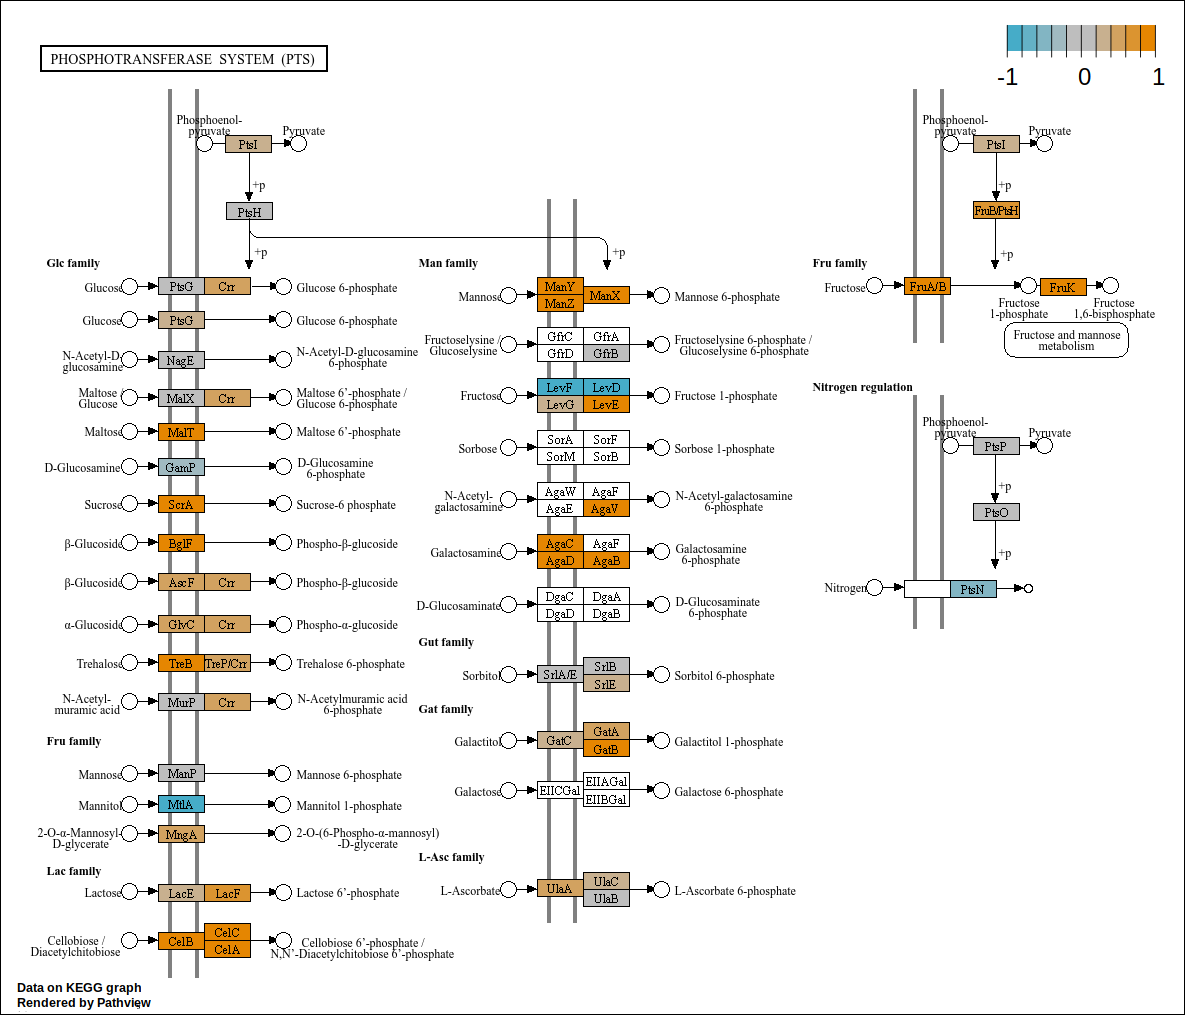 PHOSPHOTRANSFERASE SYSTEM (PTS)
-1 0 1
Phosphoenol-
pyruvate
Pyruvate
PtsI
+p
PtsH
+p
+p
Glc family
Glucose
PtsG
Crr
Glucose 6-phosphate
Glucose
PtsG
Glucose 6-phosphate
N-Acetyl-D-
glucosamine
NagE
N-Acetyl-D-glucosamine
6-phosphate
Maltose /
Glucose
MalX
Crr
Maltose 6'-phosphate /
Glucose 6-phosphate
Maltose
MalT
Maltose 6'-phosphate
D-Glucosamine
GamP
D-Glucosamine
6-phosphate
Sucrose
ScrA
Sucrose-6 phosphate
β-Glucoside
BglF
Phospho-β-glucoside
β-Glucoside
AscF
Crr
Phospho-β-glucoside
α-Glucoside
GlvC
Crr
Phospho-α-glucoside
Trehalose
TreB
TreP/Crr
Trehalose 6-phosphate
N-Acetyl-
muramic acid
MurP
Crr
N-Acetylmuramic acid
6-phosphate
Fru family
Mannose
ManP
Mannose 6-phosphate
Mannitol
MtlA
Mannitol 1-phosphate
2-O-α-Mannosyl-
D-glycerate
MngA
2-O-(6-Phospho-α-mannosyl)
-D-glycerate
Lac family
Lactose
LacE
LacF
Lactose 6'-phosphate
Cellobiose /
Diacetylchitobiose
CelB
CelC
CelA
Cellobiose 6'-phosphate /
N,N'-Diacetylchitobiose 6'-phosphate
Man family
Mannose
ManY
ManZ
ManX
Mannose 6-phosphate
Fructoselysine /
Glucoselysine
GfrC
GfrA
GfrD
GfrB
Fructoselysine 6-phosphate /
Glucoselysine 6-phosphate
Fructose
LevF
LevD
LevG
LevE
Fructose 1-phosphate
Sorbose
SorA
SorF
SorM
SorB
Sorbose 1-phosphate
N-Acetyl-
galactosamine
AgaW
AgaF
AgaE
AgaV
N-Acetyl-galactosamine
6-phosphate
Galactosamine
AgaC
AgaF
AgaD
AgaB
Galactosamine
6-phosphate
D-Glucosaminate
DgaC
DgaA
DgaD
DgaB
D-Glucosaminate
6-phosphate
Gut family
Sorbitol
SrlA/E
SrlB
SrlE
Sorbitol 6-phosphate
Gat family
Galactitol
GatC
GatA
GatB
Galactitol 1-phosphate
Galactose
EIICGal
EIIAGal
EIIBGal
Galactose 6-phosphate
L-Asc family
L-Ascorbate
UlaA
UlaC
UlaB
L-Ascorbate 6-phosphate
Phosphoenol-
pyruvate
Pyruvate
PtsI
+p
FruB/PtsH
+p
Fru family
Fructose
FruA/B
FruK
Fructose
1-phosphate
Fructose
1,6-bisphosphate
Fructose and mannose
metabolism
Nitrogen regulation
Phosphoenol-
pyruvate
Pyruvate
PtsP
+p
PtsO
+p
Nitrogen
PtsN
Data on KEGG graph
Rendered by Pathview